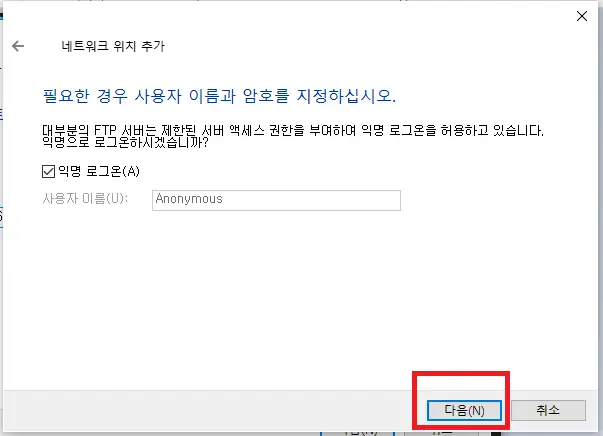 네트워크 위치 추가
필요한 경우 사용자 이름과 암호를 지정하십시오.
대부분의 FTP 서버는 제한된 서버 액세스 권한을 부여하여 익명 로그온을 허용하고 있습니다.
익명으로 로그온하시겠습니까?
익명 로그온(A)
사용자 이름(U):
Anonymous
다음(N)
취소